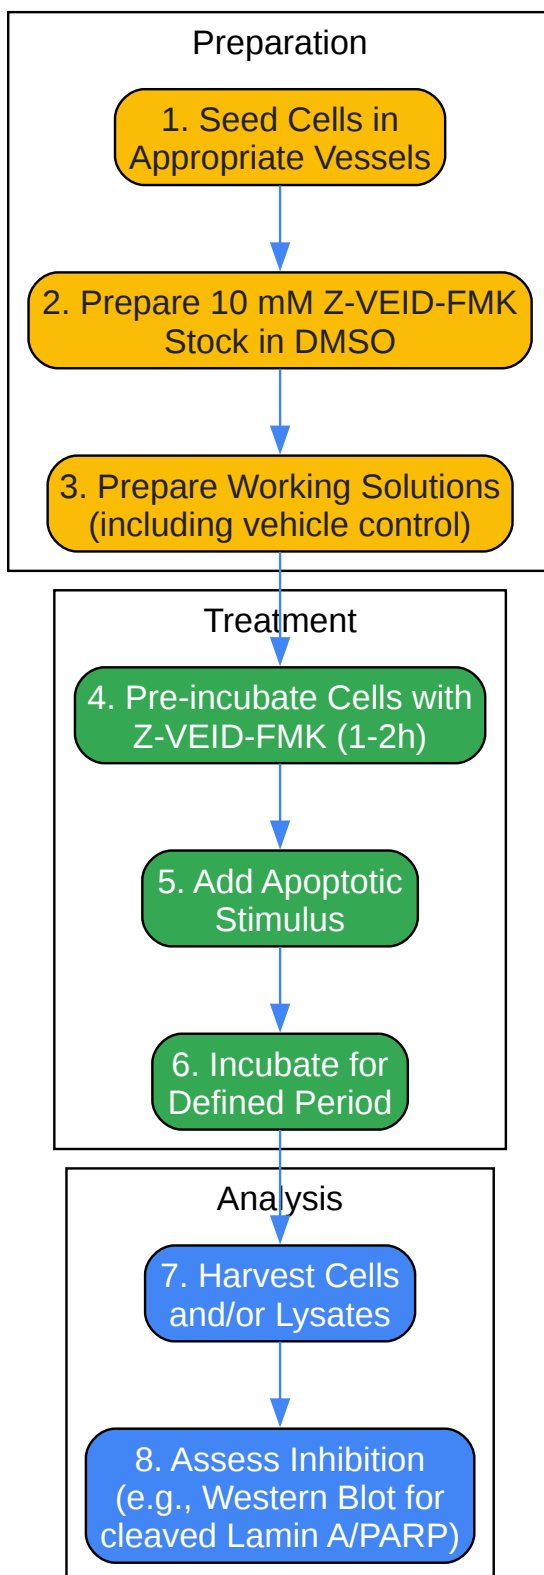 Preparation
1. Seed Cells in
Appropriate Vessels
2. Prepare 10 mM Z-VEID-FMK
Stock in DMSO
3. Prepare Working Solutions
(including vehicle control)
Treatment
4. Pre-incubate Cells with
Z-VEID-FMK (1-2h)
5. Add Apoptotic
Stimulus
6. Incubate for
Defined Period
Analysis
7. Harvest Cells
and/or Lysates
8. Assess Inhibition
(e.g., Western Blot for
cleaved Lamin A/PARP)